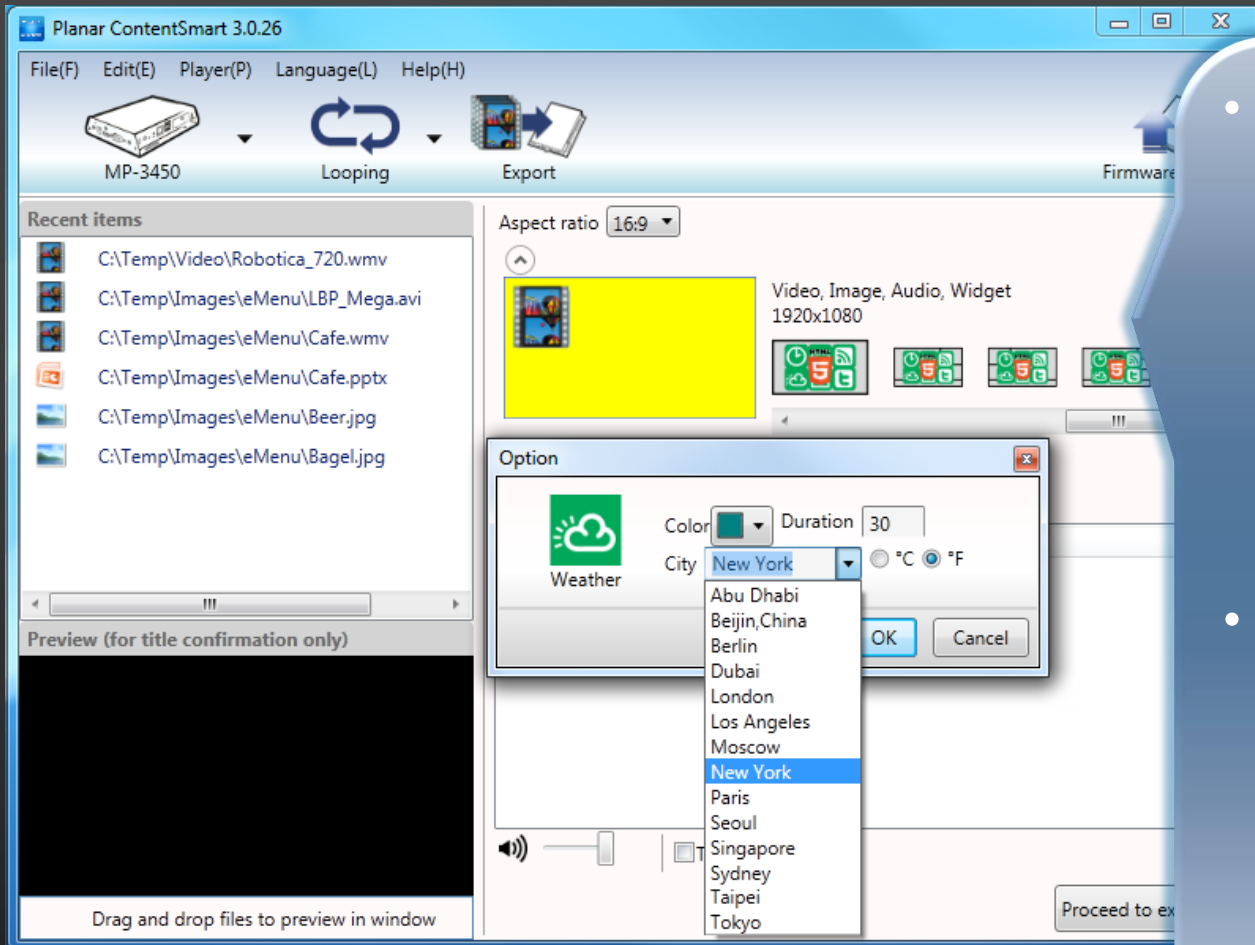 Planar ContentSmart 3.0.26
File(F) Edit(E) Player(P) Language(L) Help(H)
MP-3450 Looping Export Firmware
Recent items
C:\Temp\Video\Robotica_720.wmv
C:\Temp\Images\eMenu\LBP_Mega.avi
C:\Temp\Images\eMenu\Cafe.wmv
C:\Temp\Images\eMenu\Cafe.pptx
C:\Temp\Images\eMenu\Beer.jpg
C:\Temp\Images\eMenu\Bagel.jpg
Preview (for title confirmation only)
Drag and drop files to preview in window
Aspect ratio 16:9
Video, Image, Audio, Widget
1920x1080
Option
Weather
Color Duration 30
City New York °C °F
Abu Dhabi
Beijin,China
Berlin
Dubai
London
Los Angeles
Moscow
New York
Paris
Seoul
Singapore
Sydney
Taipei
Tokyo
OK Cancel
Proceed to ex